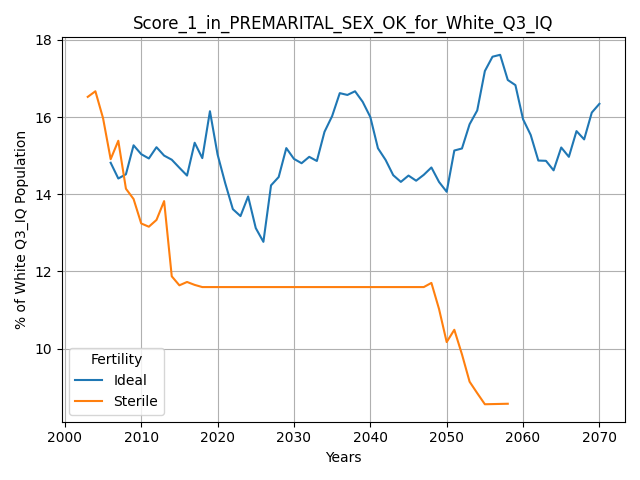 Score_1_in_PREMARITAL_SEX_OK_for_White_Q3_IQ
% of White Q3_IQ Population
18
16
14
12
10
Fertility
Ideal
Sterile
2000 2010 2020 2030 2040 2050 2060 2070
Years